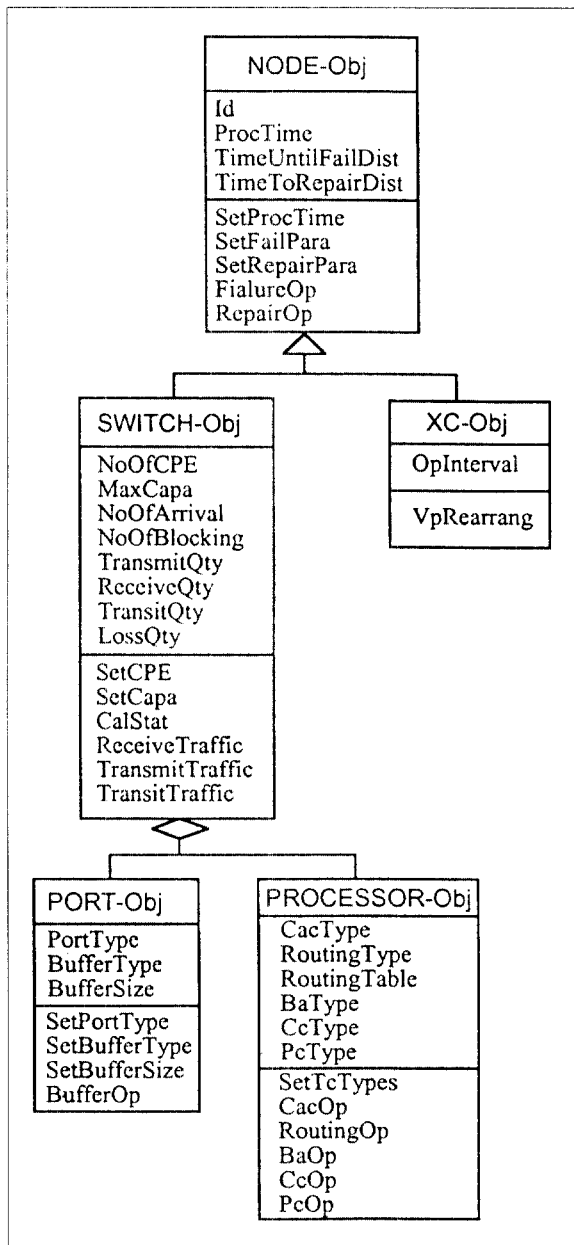 NODE-Obj
Id
ProcTime
TimeUntilFailDist
TimeToRepairDist
SetProcTime
SetFailPara
SetRepairPara
FialureOp
RepairOp
SWITCH-Obj
NoOfCPE
MaxCapa
NoOfArrival
NoOfBlocking
TransmitQty
ReceiveQty
TransitQty
LossQty
SetCPE
SetCapa
CalStat
ReceiveTraffic
TransmitTraffic
TransitTraffic
XC-Obj
OpInterval
VpRearrang
PORT-Obj
PortType
BufferType
BufferSize
SetPortType
SetBufferType
SetBufferSize
BufferOp
PROCESSOR-Obj
CacType
RoutingType
RoutingTable
BaType
CcType
PcType
SetTcTypes
CacOp
RoutingOp
BaOp
CcOp
PcOp